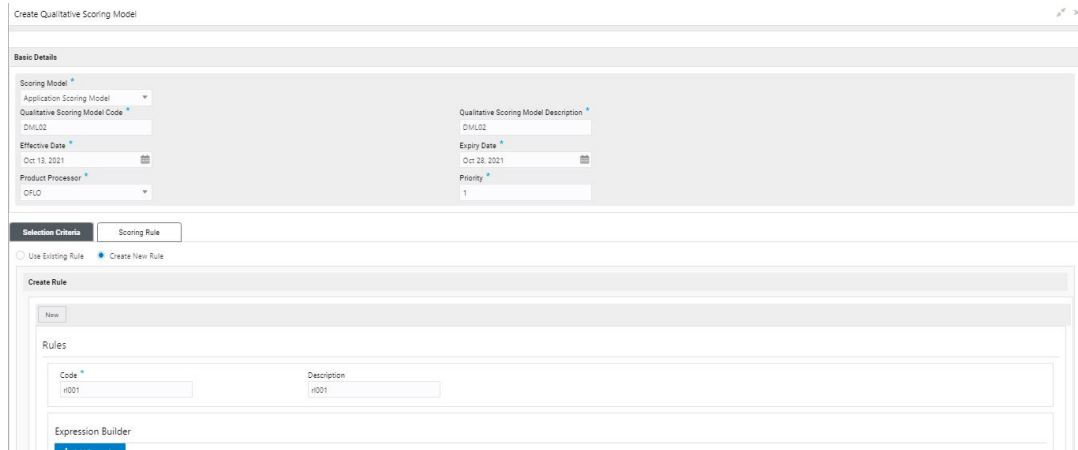 Create Qualitative Scoring Model
Basic Details
Scoring Model *
Application Scoring Model
Qualitative Scoring Model Code * Qualitative Scoring Model Description *
DML02 DML02
Effective Date * Expiry Date *
Oct 13, 2021 Oct 28, 2021
Product Processor * Priority *
OFLO 1
Selection Criteria Scoring Rule
Use Existing Rule Create New Rule
Create Rule
New
Rules
Code * Description
rl001 rl001
Expression Builder